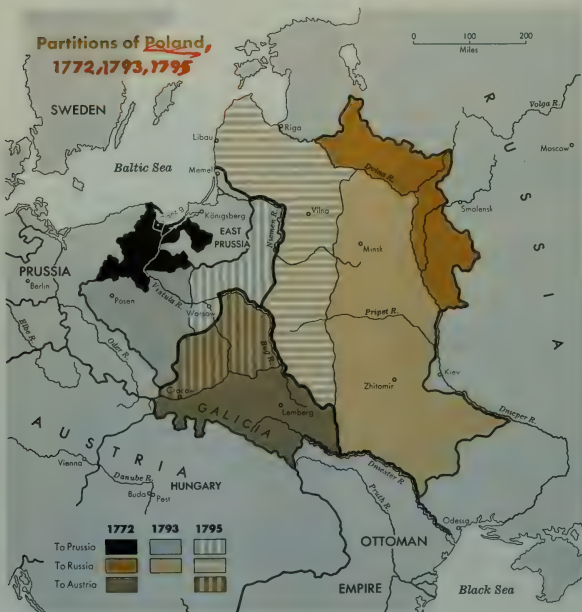 Partitions of Poland,
1772, 1793, 1795
0 100 200
Miles
SWEDEN
RUSSIA
Volga R.
Moscow
Riga
Libau
Baltic Sea
Memel
Dvina R.
Smolensk
Königsberg
Niemen R.
Vilna
EAST
PRUSSIA
Minsk
PRUSSIA
Berlin
Posen
Vistula R.
Warsaw
Pripet R.
Elbe R.
Oder R.
Bug R.
Kiev
Zhitomir
Cracow
GALICIA
Lemberg
Dnieper R.
AUSTRIA
Vienna
Danube R.
HUNGARY
Buda Pest
Dniester R.
Pruth R.
Odessa
1772 1793 1795
To Prussia
To Russia
To Austria
OTTOMAN
EMPIRE
Black Sea